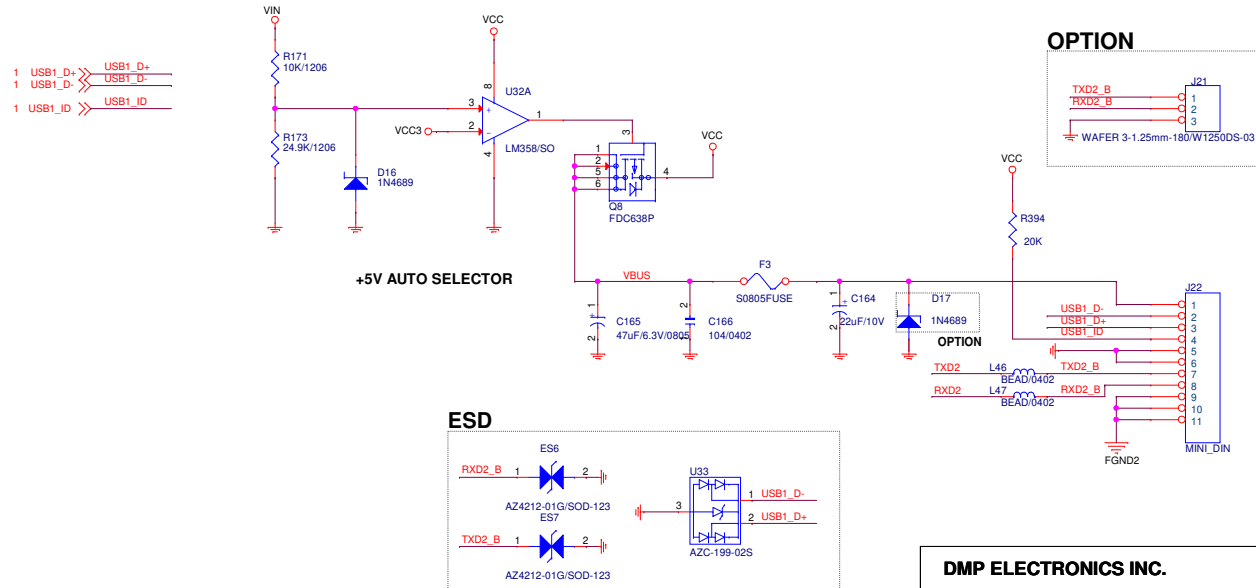 VIN
R171
10K/1206
R173
24.9K/1206
1 USB1_D+ USB1_D+
1 USB1_D- USB1_D-
1 USB1_ID USB1_ID
D16
1N4689
VCC
8
U32A
3 +
2 -
1
4
LM358/SO
VCC3
3
1
2
5
6
4
VCC
Q8
FDC638P
+5V AUTO SELECTOR
VBUS
F3
S0805FUSE
1
2
C165
47uF/6.3V/0805
2
1
C166
104/0402
1
2
C164
22uF/10V
D17
1N4689
OPTION
VCC
R394
20K
OPTION
J21
TXD2_B
RXD2_B
1
2
3
WAFER 3-1.25mm-180/W1250DS-03
J22
USB1_D-
USB1_D+
USB1_ID
1
2
3
4
5
6
7
8
9
10
11
TXD2 L46 TXD2_B
BEAD/0402
RXD2 L47 RXD2_B
BEAD/0402
FGND2
MINI_DIN
ESD
ES6
RXD2_B 1 2
AZ4212-01G/SOD-123
ES7
TXD2_B 1 2
AZ4212-01G/SOD-123
U33
3
1 USB1_D-
2 USB1_D+
AZC-199-02S
DMP ELECTRONICS INC.